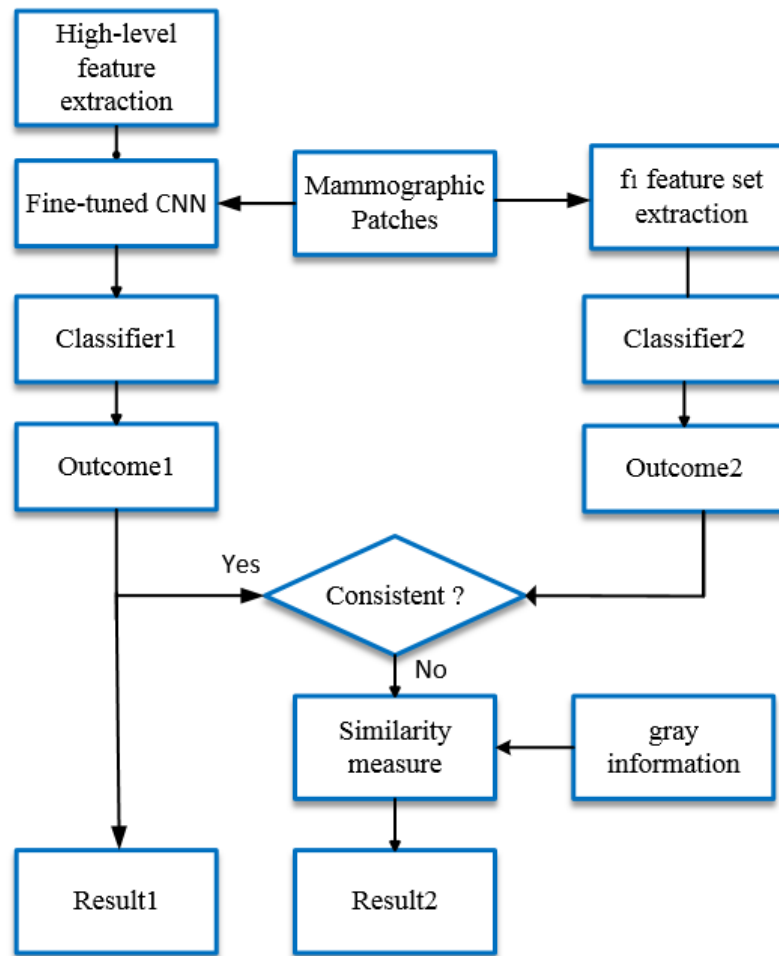 High-level
feature
extraction
Fine-tuned CNN
Mammographic
Patches
f1 feature set
extraction
Classifier1
Classifier2
Outcome1
Outcome2
Yes
Consistent ?
No
Similarity
measure
gray
information
Result1
Result2